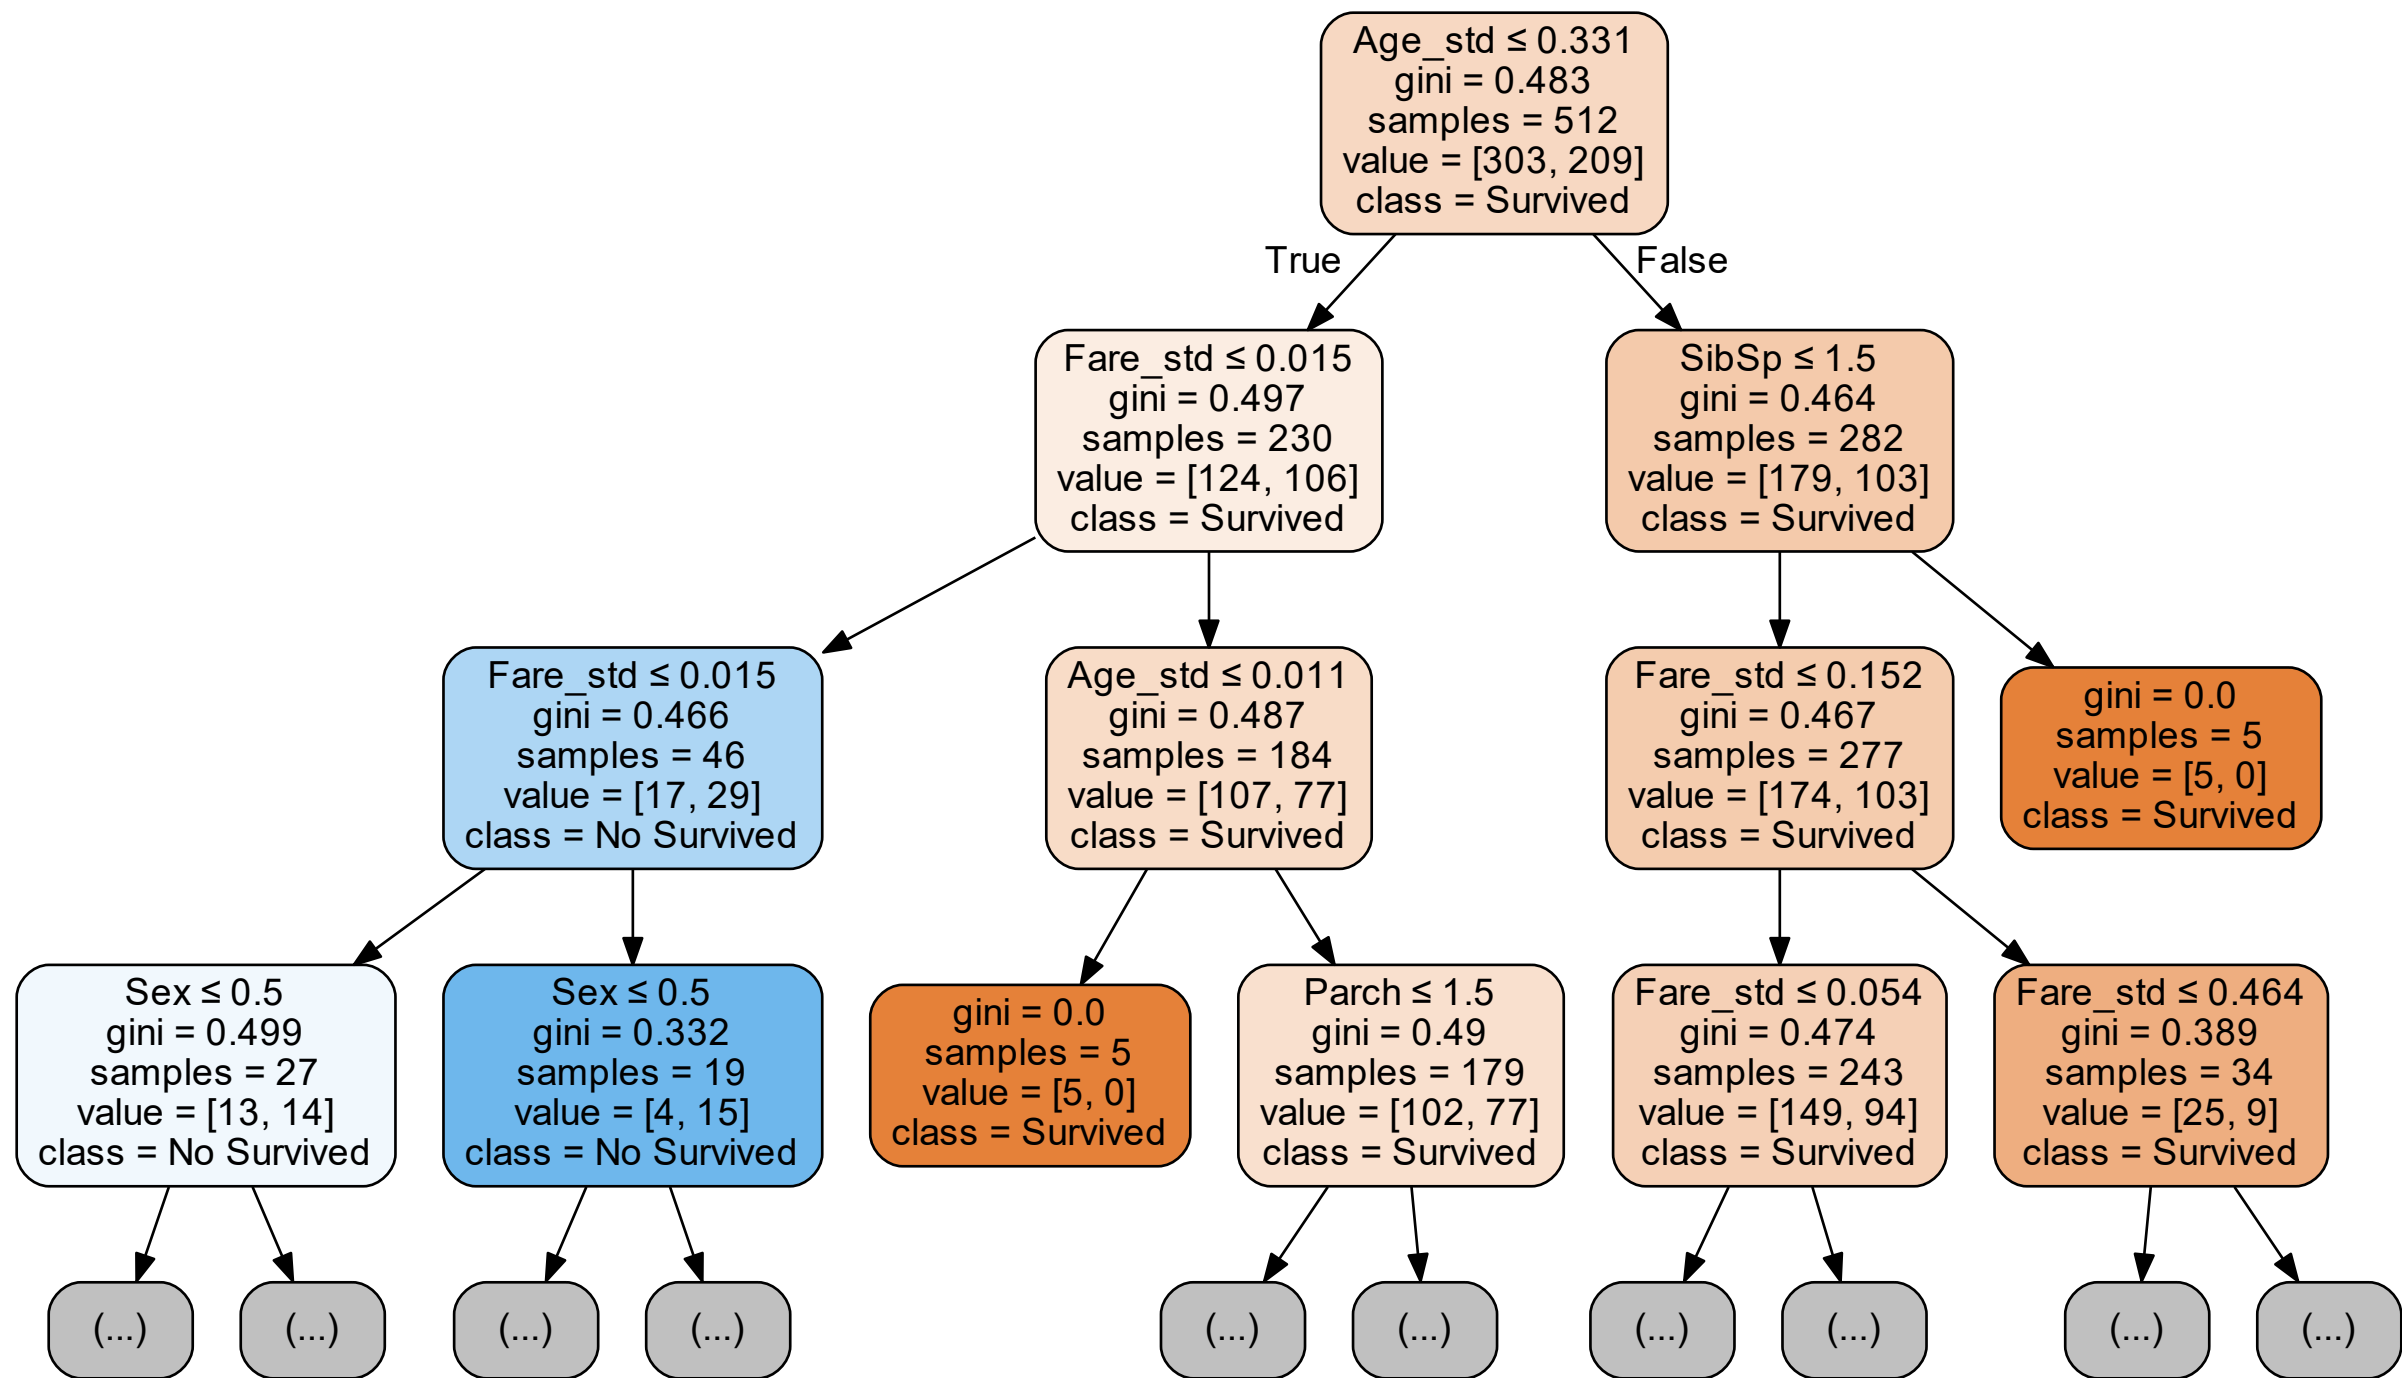 Age_std ≤ 0.331
gini = 0.483
samples = 512
value = [303, 209]
class = Survived
True
False
Fare_std ≤ 0.015
gini = 0.497
samples = 230
value = [124, 106]
class = Survived
SibSp ≤ 1.5
gini = 0.464
samples = 282
value = [179, 103]
class = Survived
Fare_std ≤ 0.015
gini = 0.466
samples = 46
value = [17, 29]
class = No Survived
Age_std ≤ 0.011
gini = 0.487
samples = 184
value = [107, 77]
class = Survived
Fare_std ≤ 0.152
gini = 0.467
samples = 277
value = [174, 103]
class = Survived
gini = 0.0
samples = 5
value = [5, 0]
class = Survived
Sex ≤ 0.5
gini = 0.499
samples = 27
value = [13, 14]
class = No Survived
Sex ≤ 0.5
gini = 0.332
samples = 19
value = [4, 15]
class = No Survived
gini = 0.0
samples = 5
value = [5, 0]
class = Survived
Parch ≤ 1.5
gini = 0.49
samples = 179
value = [102, 77]
class = Survived
Fare_std ≤ 0.054
gini = 0.474
samples = 243
value = [149, 94]
class = Survived
Fare_std ≤ 0.464
gini = 0.389
samples = 34
value = [25, 9]
class = Survived
(...)
(...)
(...)
(...)
(...)
(...)
(...)
(...)
(...)
(...)